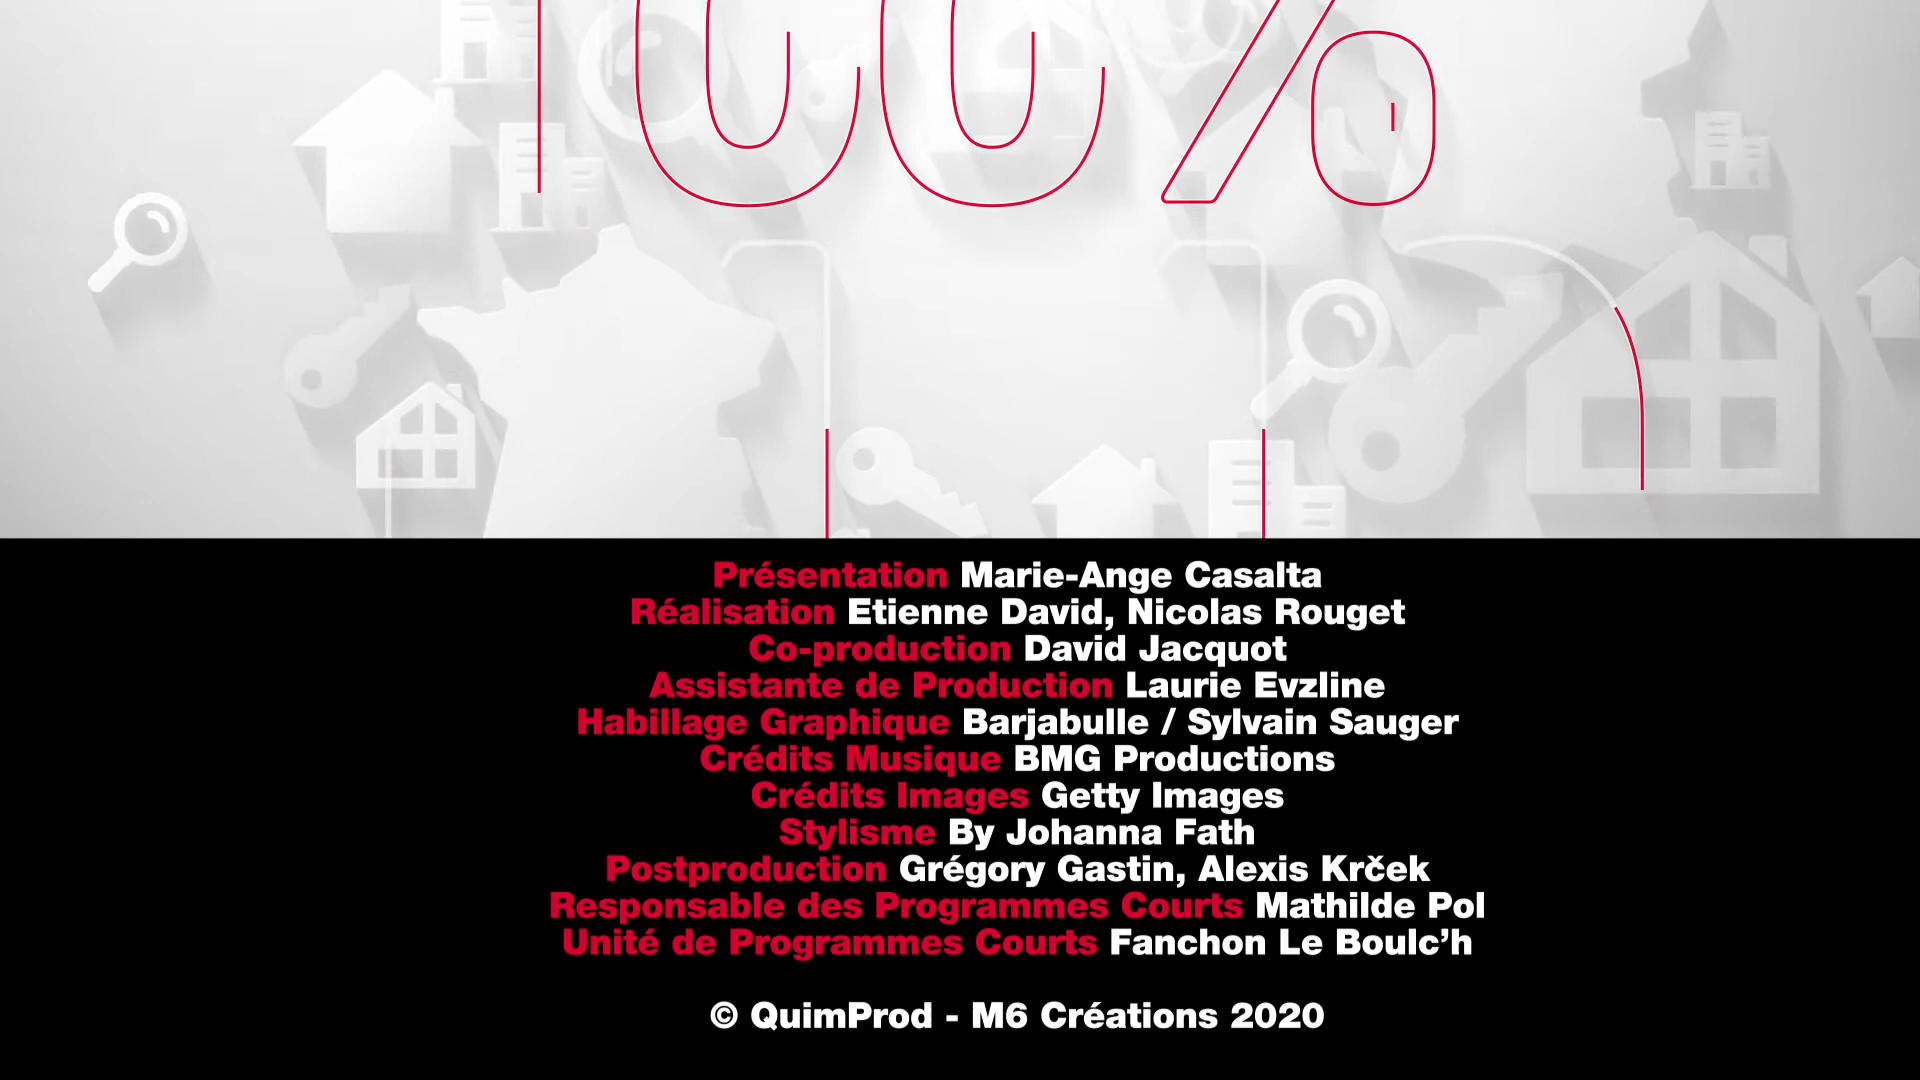 100%
Présentation Marie-Ange Casalta
Réalisation Etienne David, Nicolas Rouget
Co-production David Jacquot
Assistante de Production Laurie Evzline
Habillage Graphique Barjabulle / Sylvain Sauger
Crédits Musique BMG Productions
Crédits Images Getty Images
Stylisme By Johanna Fath
Postproduction Grégory Gastin, Alexis Krček
Responsable des Programmes Courts Mathilde Pol
Unité de Programmes Courts Fanchon Le Boulc’h
© QuimProd - M6 Créations 2020